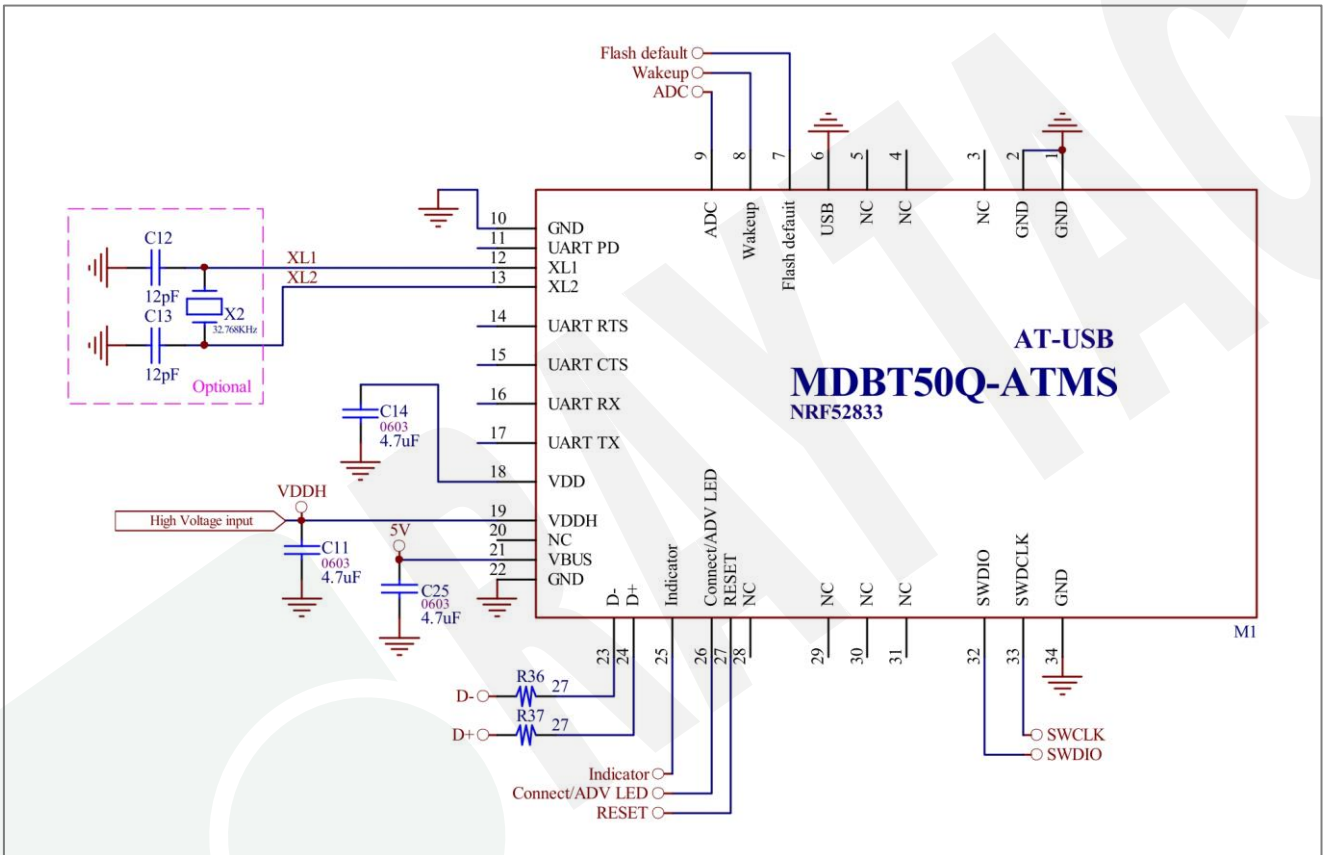 Flash default
Wakeup
ADC
9
8
7
6
5
4
3
2
1
ADC
Wakeup
Flash defauit
USB
NC
NC
NC
GND
GND
10 GND
11 UART PD
XL1 12 XL1
XL2 13 XL2
14 UART RTS
15 UART CTS
16 UART RX
17 UART TX
18 VDD
19 VDDH
20 NC
21 VBUS
22 GND
C12
12pF
C13
12pF
X2
32.768KHz
Optional
C14
0603
4.7uF
VDDH
High Voltage input
C11
0603
4.7uF
5V
C25
0603
4.7uF
AT-USB
MDBT50Q-ATMS
NRF52833
D-
D+
Indicator
Connect/ADV LED
RESET
NC
NC
NC
NC
SWDIO
SWDCLK
GND
M1
23
24
25
26
27
28
29
30
31
32
33
34
R36
D- 27
R37
D+ 27
Indicator
Connect/ADV LED
RESET
SWCLK
SWDIO
RAYTAC